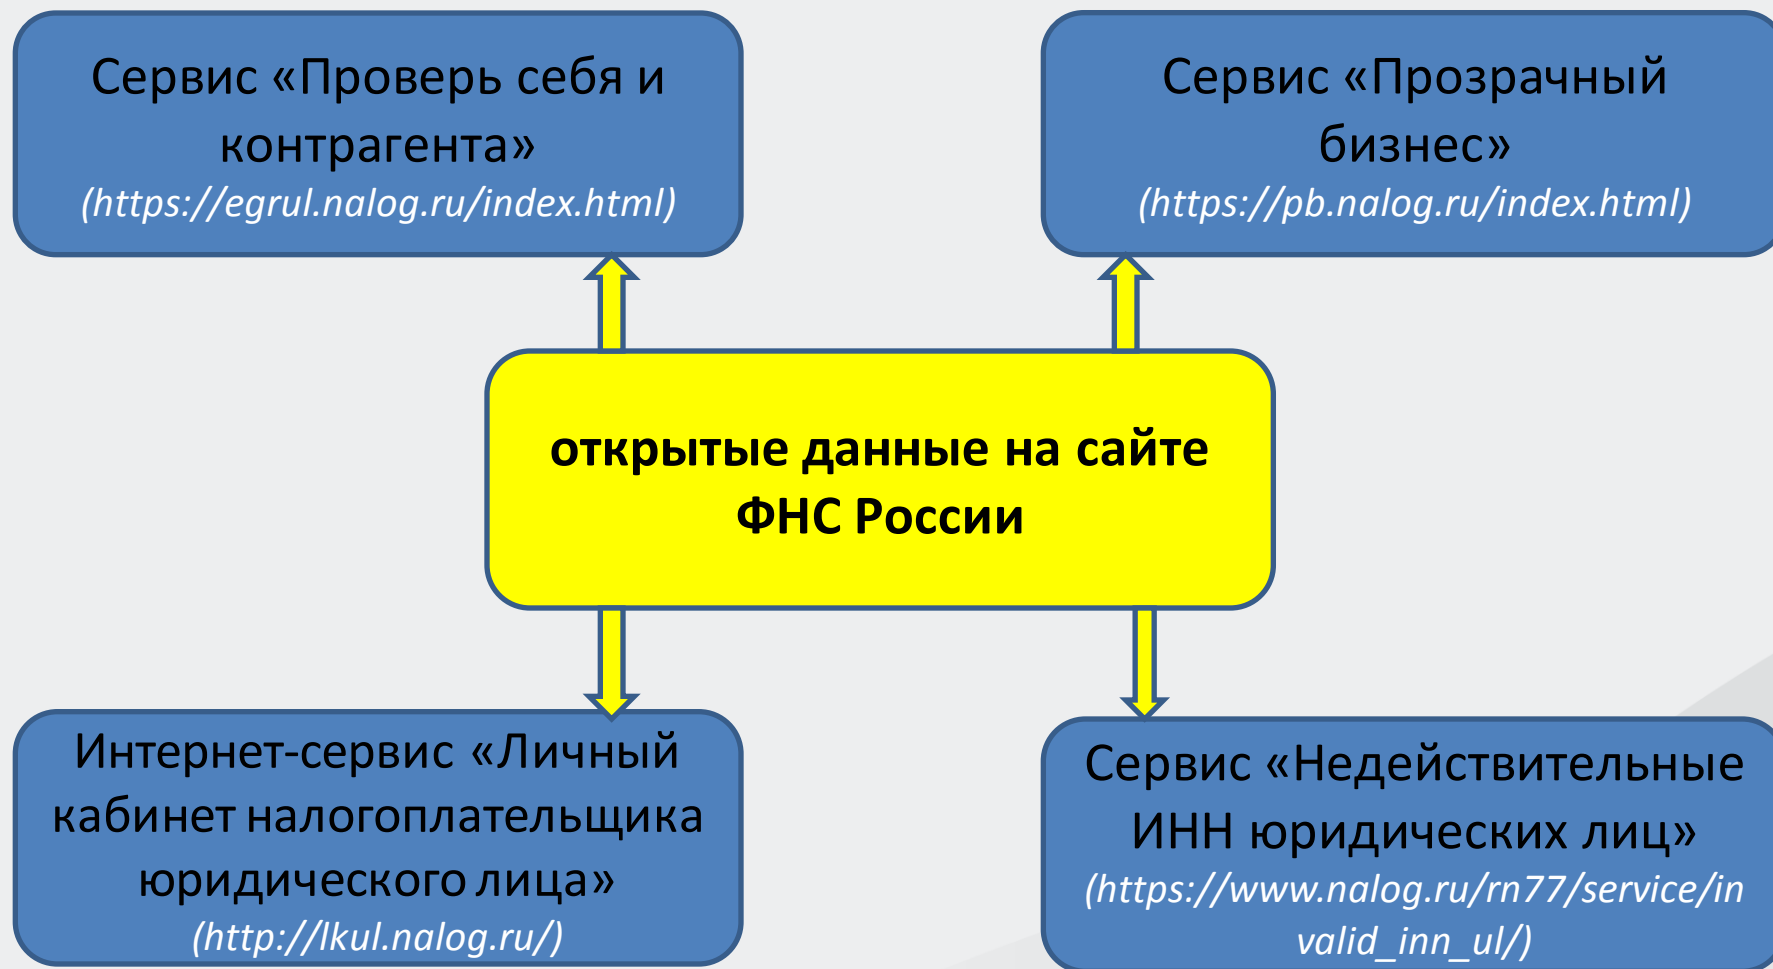 Сервис «Проверь себя и
контрагента»
(https://egrul.nalog.ru/index.html)
Сервис «Прозрачный
бизнес»
(https://pb.nalog.ru/index.html)
открытые данные на сайте
ФНС России
Интернет-сервис «Личный
кабинет налогоплательщика
юридического лица»
(http://lkul.nalog.ru/)
Сервис «Недействительные
ИНН юридических лиц»
(https://www.nalog.ru/rn77/service/in
valid_inn_ul/)